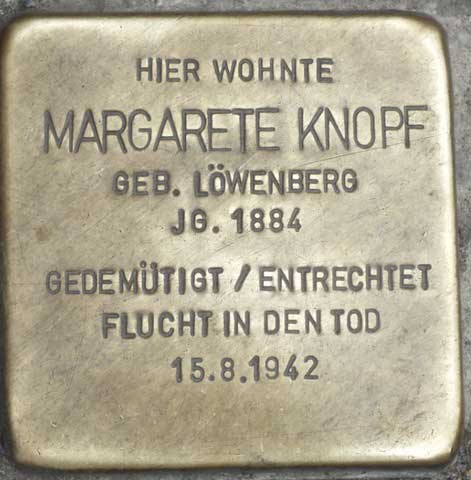 HIER WOHNTE
MARGARETE KNOPF
GEB. LÖWENBERG
JG. 1884
GEDEMÜTIGT / ENTRECHTET
FLUCHT IN DEN TOD
15.8.1942